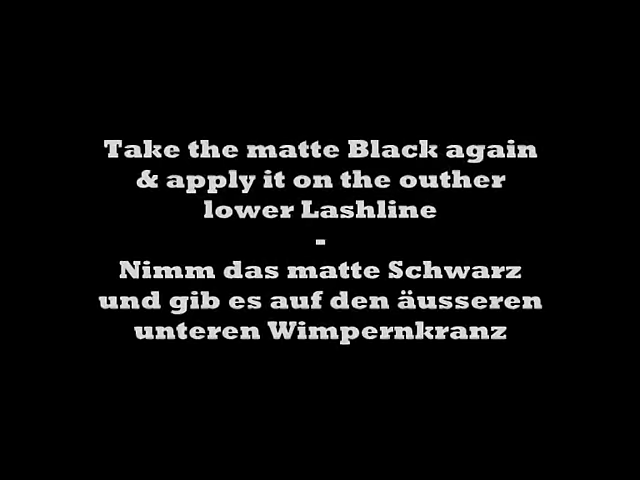 Take the matte Black again
& apply it on the outher
lower Lashline
-
Nimm das matte Schwarz
und gib es auf den äusseren
unteren Wimpernkranz